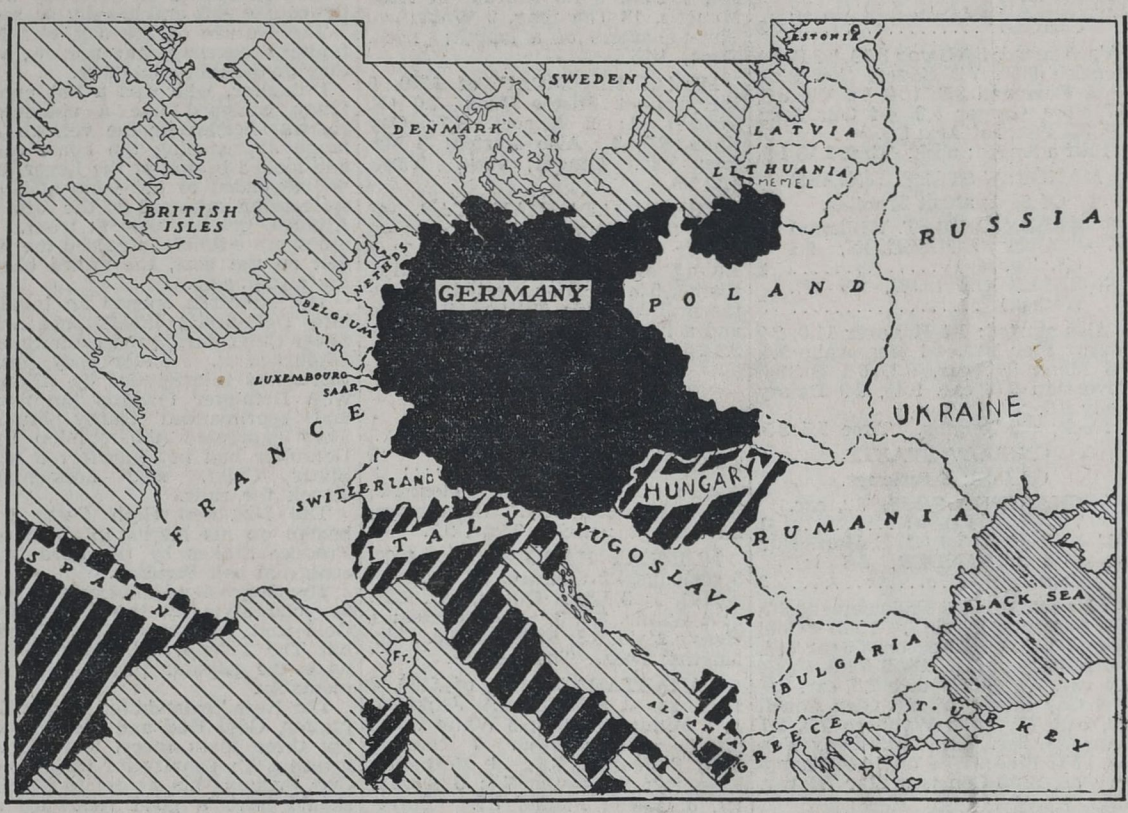 ESTONIA
SWEDEN
DENMARK
LATVIA
LITHUANIA
MEMEL
BRITISH
ISLES
RUSSIA
NETHDS
GERMANY
POLAND
BELGIUM
LUXEMBOURG
SAAR
FRANCE
UKRAINE
SWITZERLAND
HUNGARY
ITALY
YUGOSLAVIA
RUMANIA
SPAIN
BLACK SEA
Fr.
BULGARIA
ALBANIA
GREECE
TURKEY